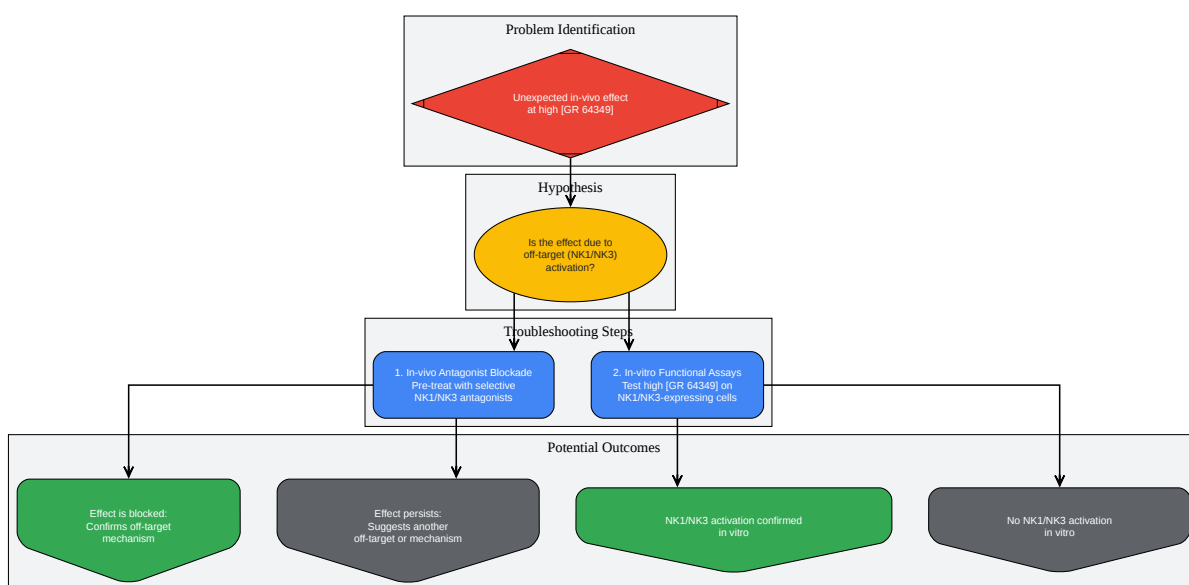 Problem Identification
Unexpected in-vivo effect
at high [GR 64349]
Hypothesis
Is the effect due to
off-target (NK1/NK3)
activation?
Troubleshooting Steps
1. In-vivo Antagonist Blockade
Pre-treat with selective
NK1/NK3 antagonists
2. In-vitro Functional Assays
Test high [GR 64349] on
NK1/NK3-expressing cells
Potential Outcomes
Effect is blocked:
Confirms off-target
mechanism
Effect persists:
Suggests another
off-target or mechanism
NK1/NK3 activation confirmed
in vitro
No NK1/NK3 activation
in vitro